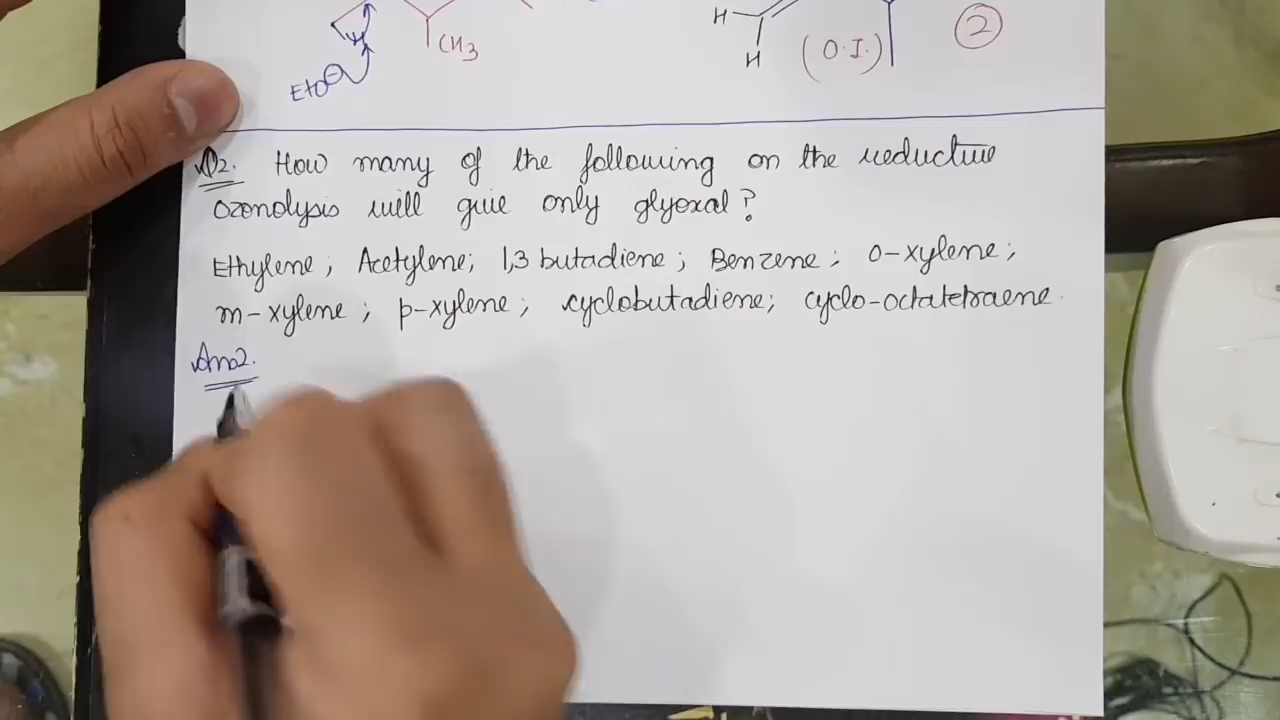 CH3
EtO⊖
H
H
(O.I.)
2
Q2. How many of the following on the reductive
ozonolysis will give only glyoxal?
Ethylene; Acetylene; 1,3 butadiene; Benzene; o-xylene;
m-xylene; p-xylene; cyclobutadiene; cyclo-octatetraene.
Ans2.